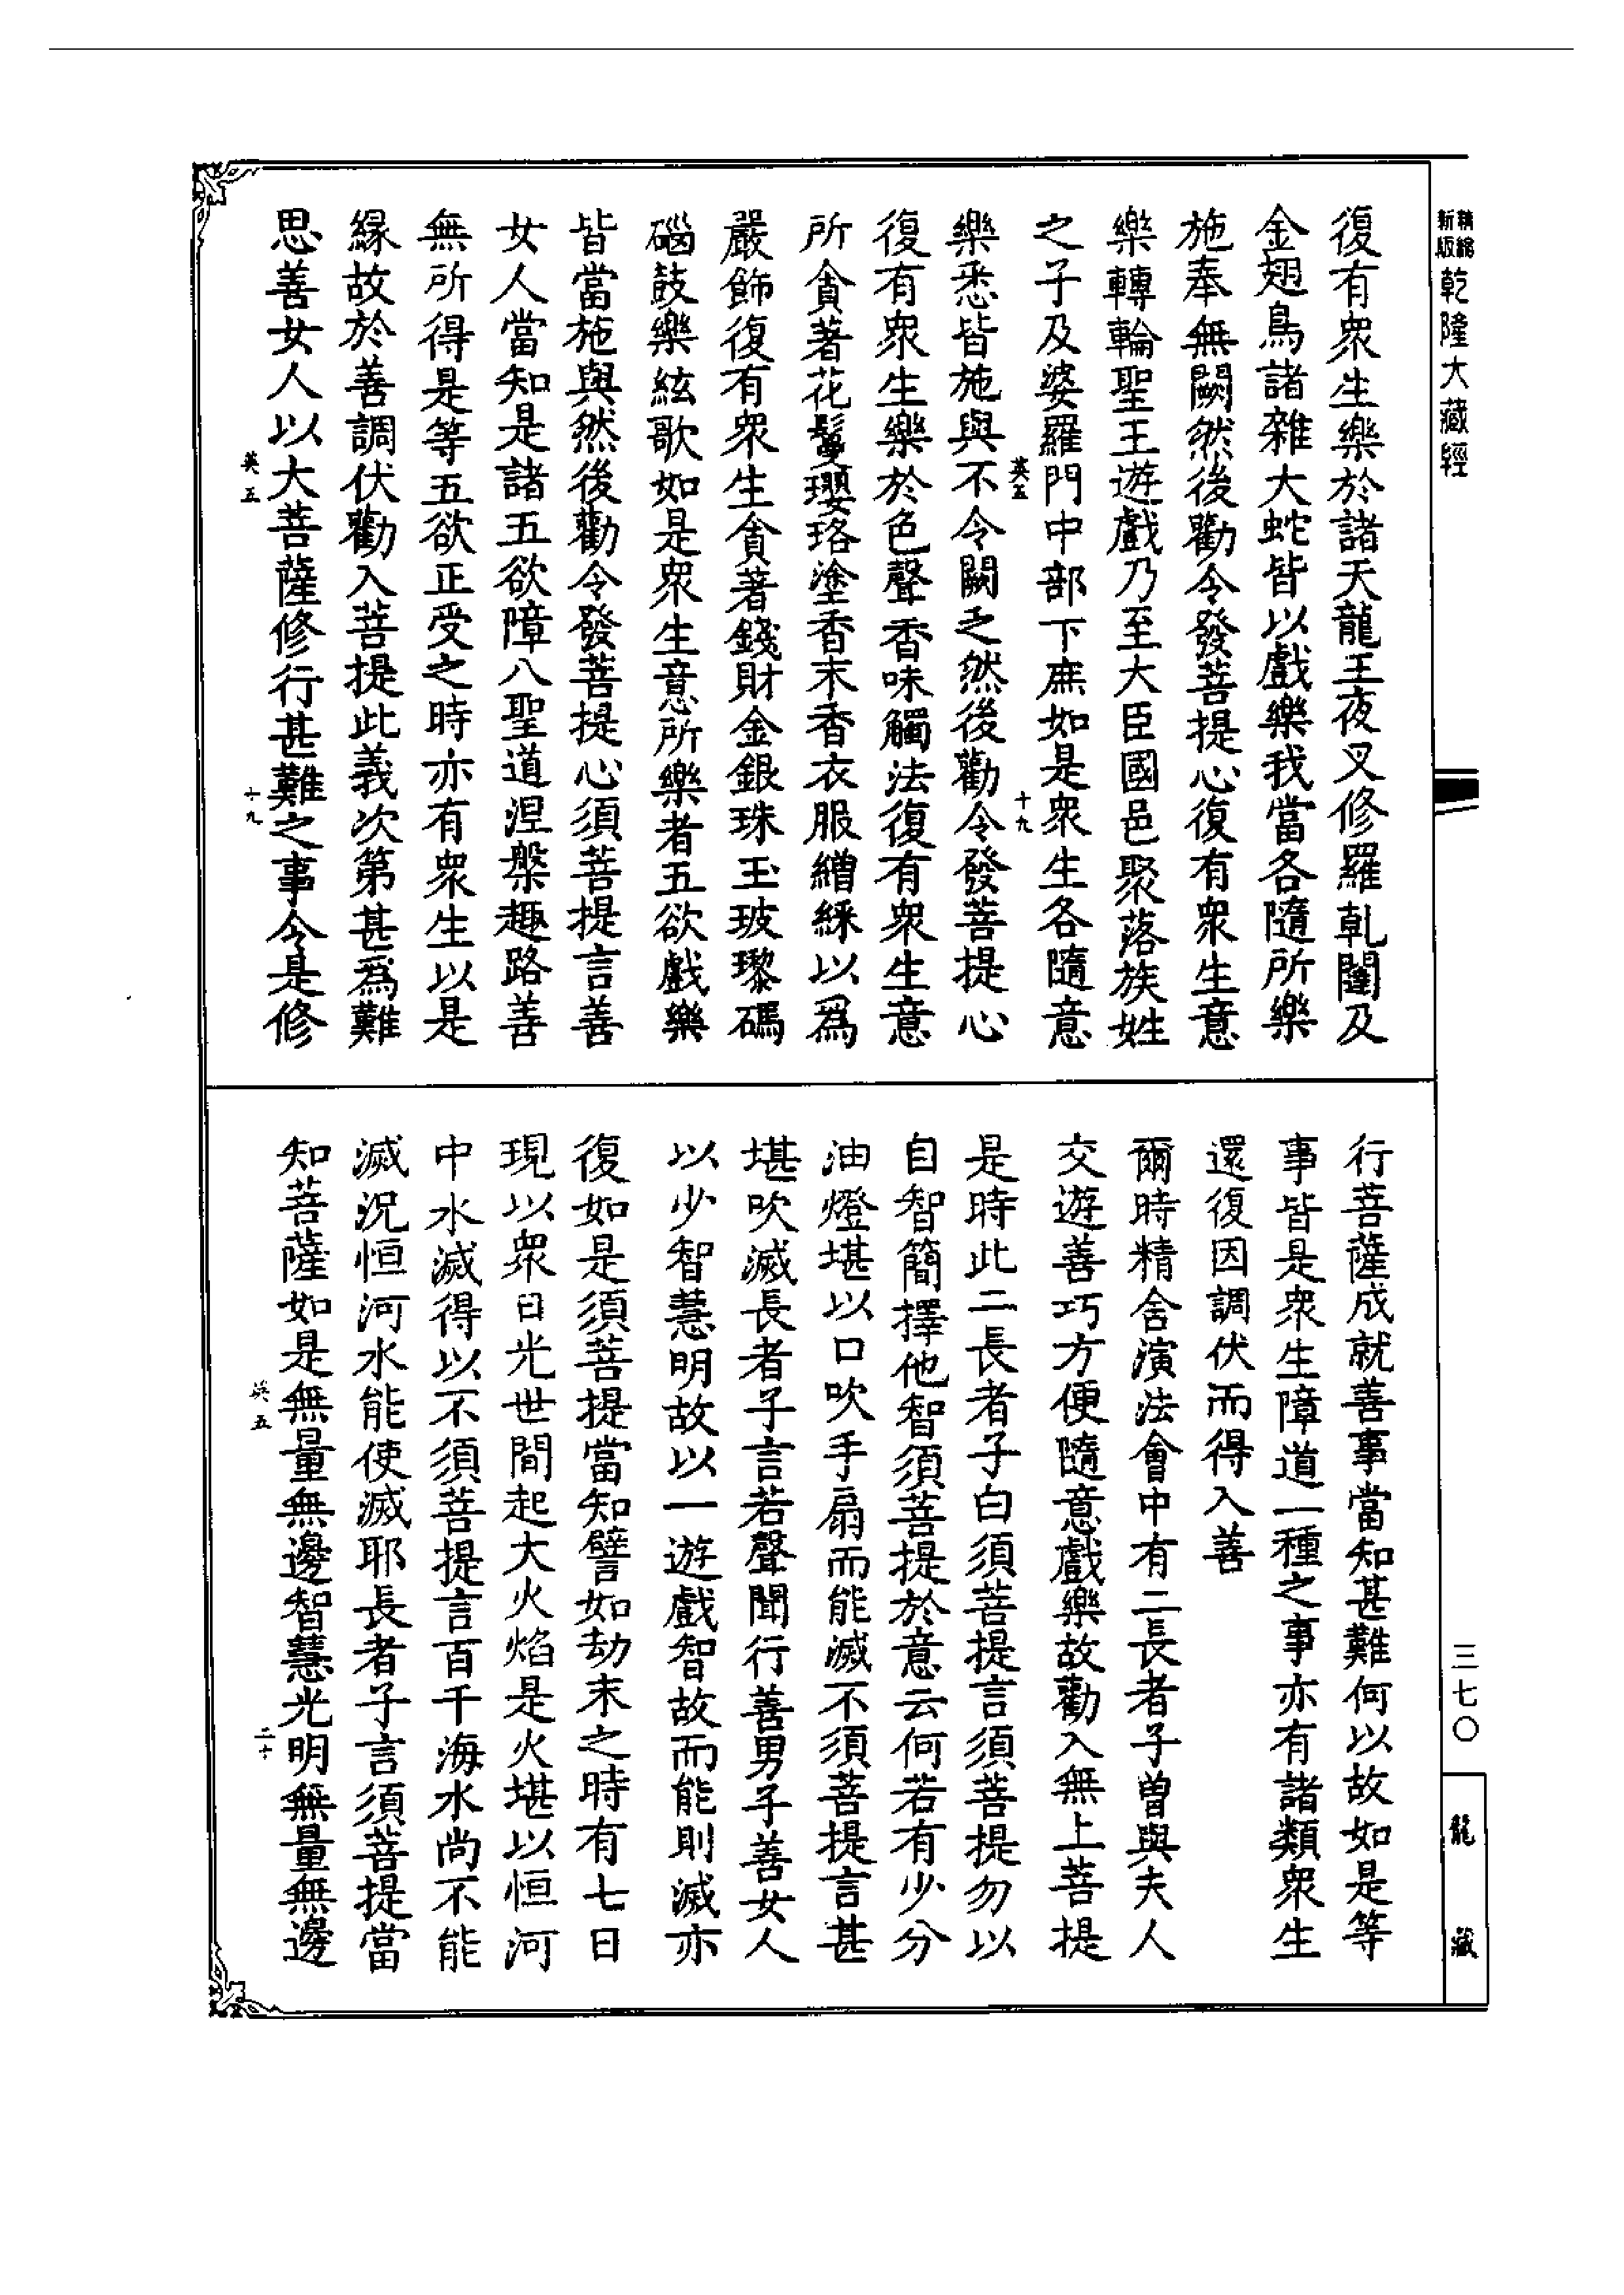 新版精縮乾隆大藏經
復有衆生樂於諸天龍王夜叉修羅乹闥及
金翅鳥諸雜大蛇皆以戲樂我當各隨所樂
施奉無闕然後勸令發菩提心復有衆生意
樂轉輪聖王遊戲乃至大臣國邑聚落族姓
之子及婆羅門中部下庶如是衆生各隨意
英五
十九
樂悉皆施與不令闕乏然後勸令發菩提心
復有衆生樂於色聲香味觸法復有衆生意
所貪著花鬘瓔珞塗香末香衣服繒綵以爲
嚴飾復有衆生貪著錢財金銀珠玉玻瓈碼
碯鼓樂絃歌如是衆生意所樂者五欲戲樂
皆當施與然後勸令發菩提心須菩提言善
女人當知是諸五欲障八聖道涅槃趣路善
無所得是等五欲正受之時亦有衆生以是
緣故於善調伏勸入菩提此義次第甚爲難
思善女人以大菩薩修行甚難之事今是修
英五
十九
行菩薩成就善事當知甚難何以故如是等
事皆是衆生障道一種之事亦有諸類衆生
還復因調伏而得入善
爾時精舍演法會中有二長者子曾與夫人
交遊善巧方便隨意戲樂故勸入無上菩提
是時此二長者子白須菩提言須菩提勿以
自智簡擇他智須菩提於意云何若有少分
油燈堪以口吹手扇而能滅不須菩提言甚
堪吹滅長者子言若聲聞行善男子善女人
以少智慧明故以一遊戲智故而能則滅亦
復如是須菩提當知譬如劫末之時有七日
現以衆日光世間起大火焰是火堪以恒河
中水滅得以不須菩提言百千海水尚不能
滅況恒河水能使滅耶長者子言須菩提當
知菩薩如是無量無邊智慧光明無量無邊
英五
二十
三七〇
龍藏